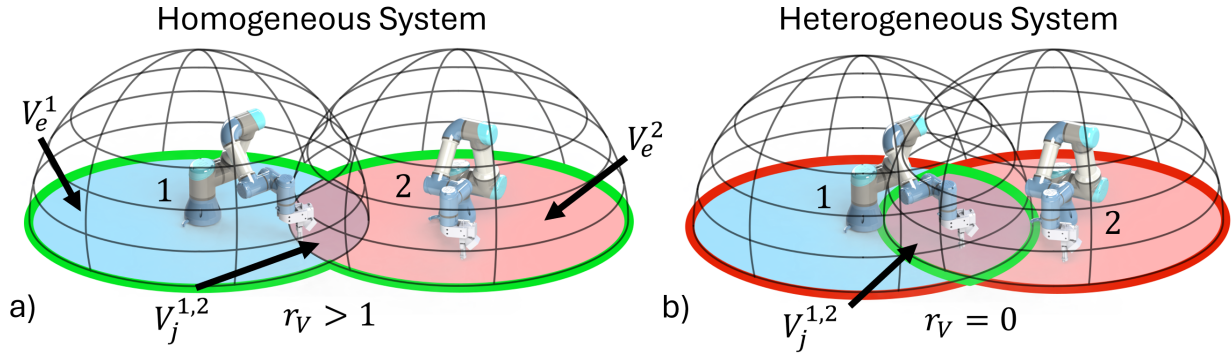 Homogeneous System
V_e^1
1
2
V_e^2
a)
V_j^{1,2}
r_V > 1
Heterogeneous System
1
2
b)
V_j^{1,2}
r_V = 0